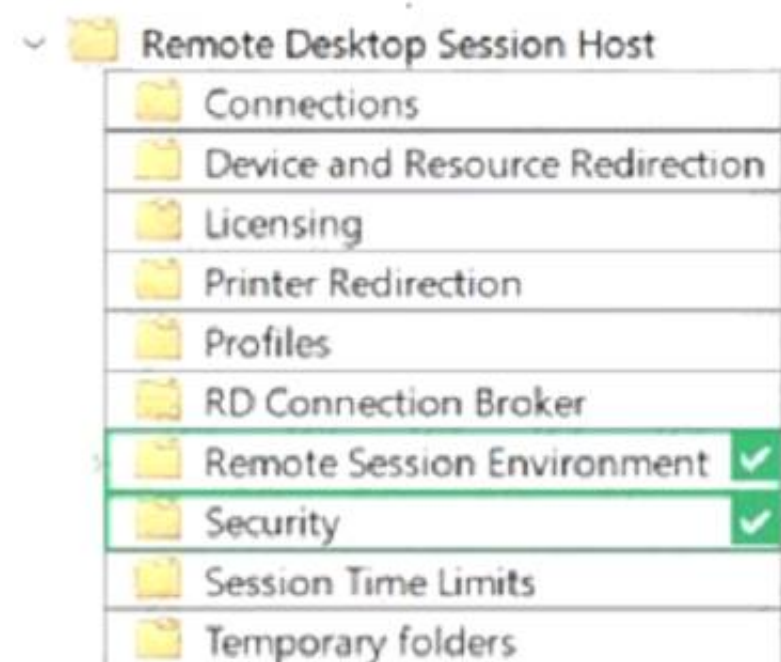 Remote Desktop Session Host
Connections
Device and Resource Redirection
Licensing
Printer Redirection
Profiles
RD Connection Broker
Remote Session Environment
Security
Session Time Limits
Temporary folders